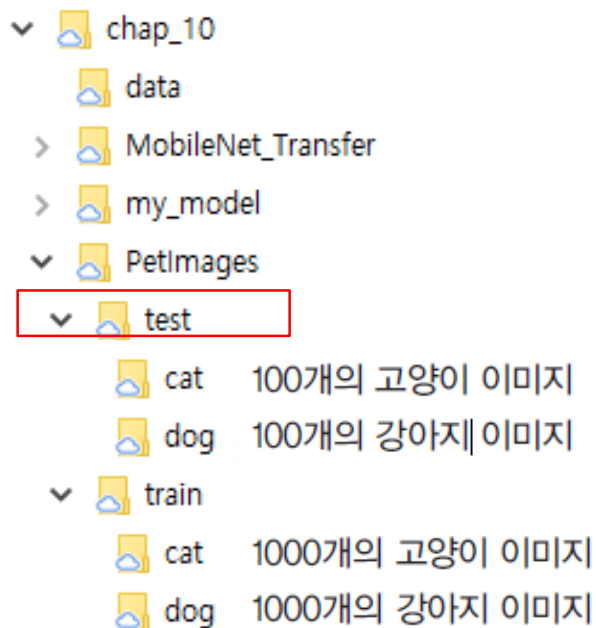 chap_10
data
MobileNet_Transfer
my_model
PetImages
test
cat 100개의 고양이 이미지
dog 100개의 강아지 이미지
train
cat 1000개의 고양이 이미지
dog 1000개의 강아지 이미지